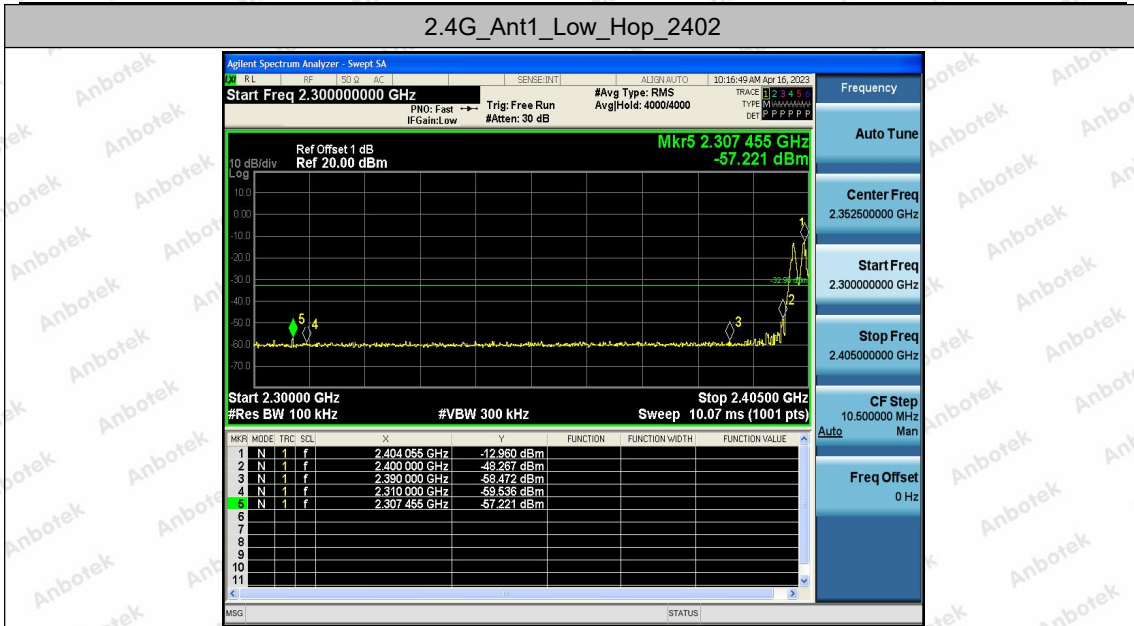 2.4G_Ant1_Low_Hop_2402
Agilent Spectrum Analyzer - Swept SA
LXI RL RF 50 Ω AC SENSE:INT ALIGN AUTO 10:16:49 AM Apr 16, 2023
Start Freq 2.300000000 GHz
PNO: Fast
IFGain:Low
Trig: Free Run
#Atten: 30 dB
#Avg Type: RMS
Avg|Hold: 4000/4000
TRACE 1 2 3 4 5 6
TYPE M W W W W W
DET P P P P P P
Mkr5 2.307 455 GHz
-57.221 dBm
Ref Offset 1 dB
10 dB/div Ref 20.00 dBm
Log
10.0
0.00
-10.0
-20.0
-30.0
-40.0
-50.0
-60.0
-70.0
1
2
3
4
5
Start 2.30000 GHz Stop 2.40500 GHz
#Res BW 100 kHz #VBW 300 kHz Sweep 10.07 ms (1001 pts)
MKR MODE TRC SCL X Y FUNCTION FUNCTION WIDTH FUNCTION VALUE
1 N 1 f 2.404 055 GHz -12.960 dBm
2 N 1 f 2.400 000 GHz -48.267 dBm
3 N 1 f 2.390 000 GHz -58.472 dBm
4 N 1 f 2.310 000 GHz -59.536 dBm
5 N 1 f 2.307 455 GHz -57.221 dBm
6
7
8
9
10
11
MSG STATUS
Frequency
Auto Tune
Center Freq
2.352500000 GHz
Start Freq
2.300000000 GHz
Stop Freq
2.405000000 GHz
CF Step
10.500000 MHz
Auto Man
Freq Offset
0 Hz
Anbotek